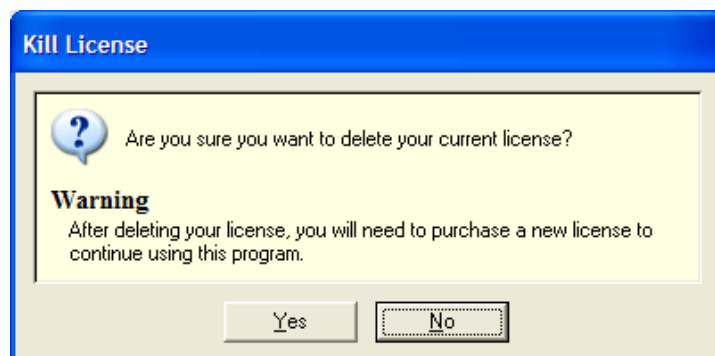 Kill License
Are you sure you want to delete your current license?
Warning
After deleting your license, you will need to purchase a new license to
continue using this program.
Yes No